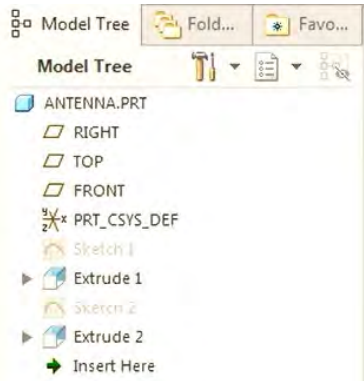 Model Tree Fold... Favo...
Model Tree
ANTENNA.PRT
RIGHT
TOP
FRONT
y x z PRT_CSYS_DEF
Sketch 1
Extrude 1
Sketch 2
Extrude 2
Insert Here